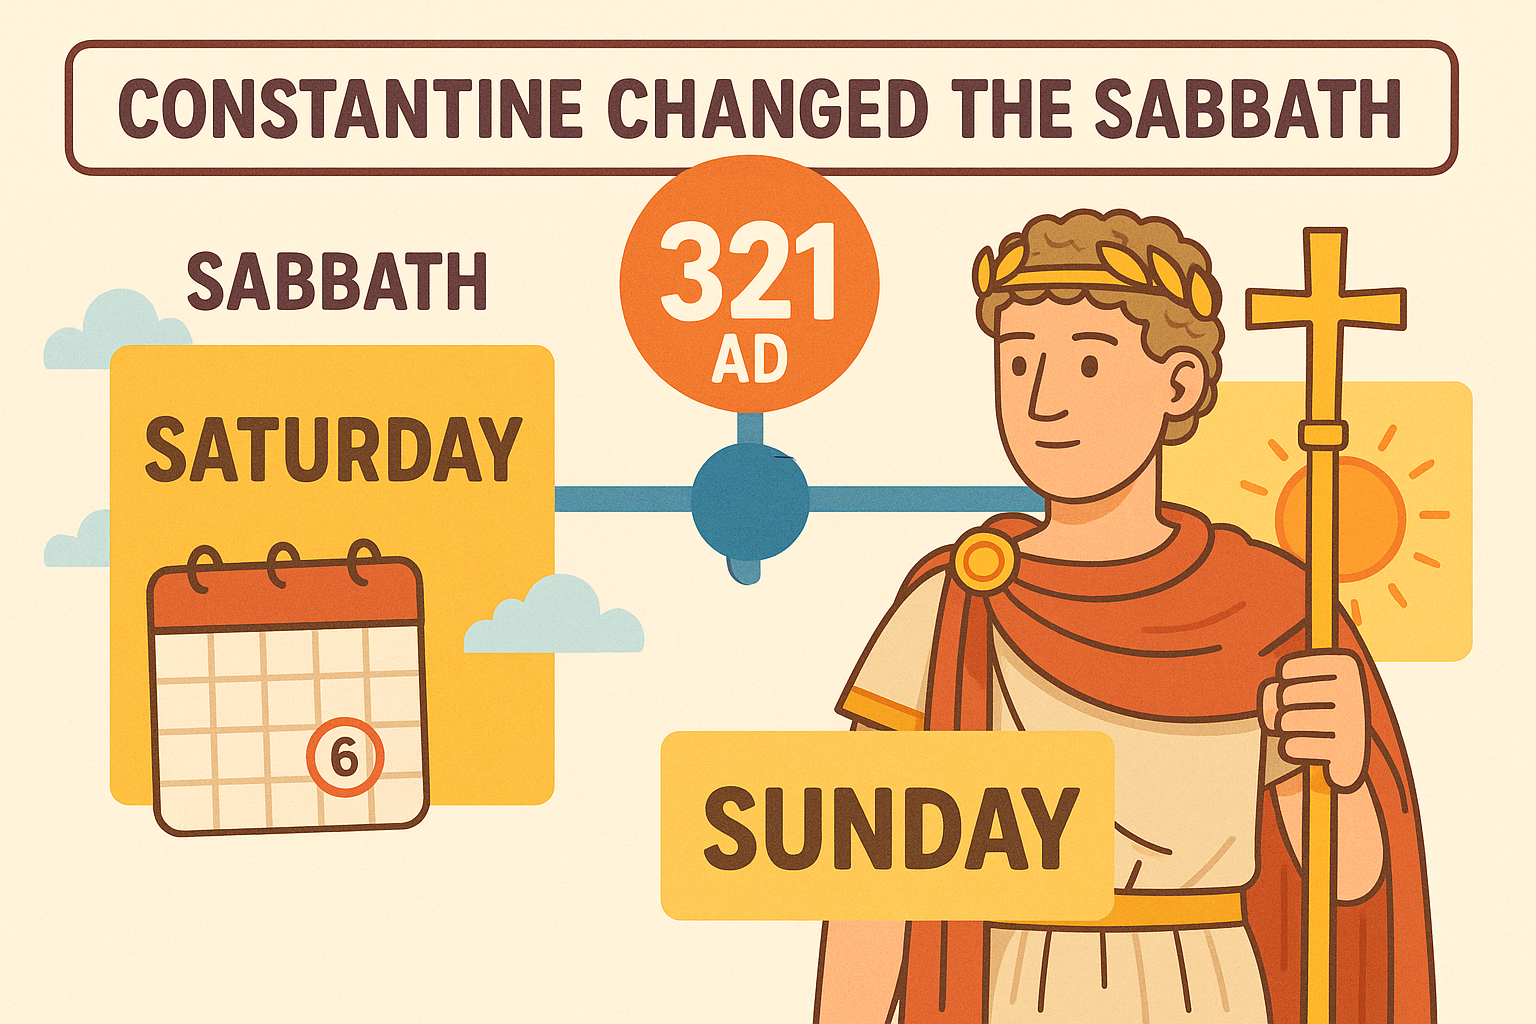 CONSTANTINE CHANGED THE SABBATH
SABBATH
321
AD
SATURDAY
6
SUNDAY